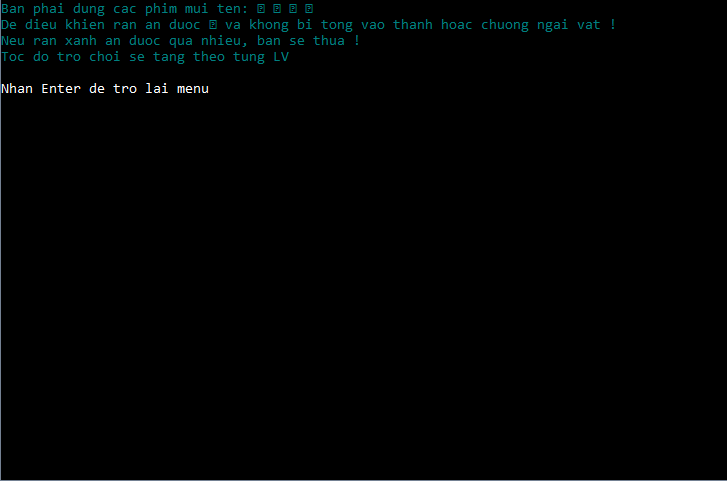 Ban phai dung cac phim mui ten: ⍰ ⍰ ⍰ ⍰
De dieu khien ran an duoc ⍰ va khong bi tong vao thanh hoac chuong ngai vat !
Neu ran xanh an duoc qua nhieu, ban se thua !
Toc do tro choi se tang theo tung LV
Nhan Enter de tro lai menu